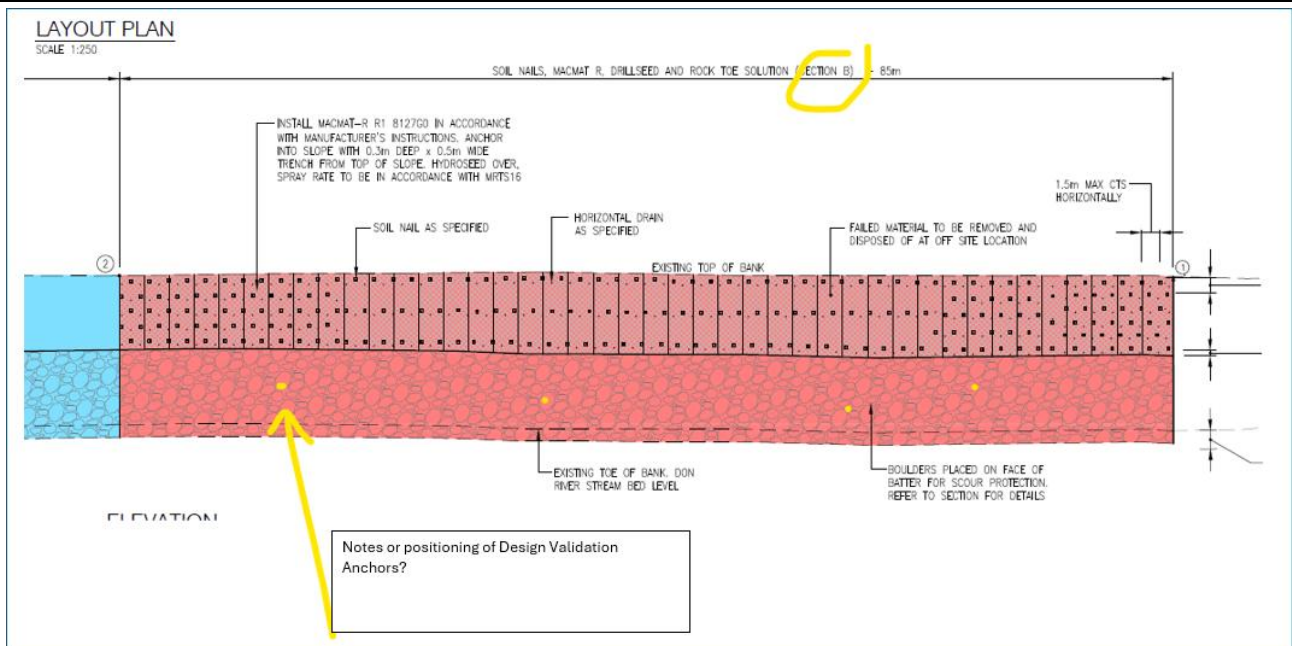 LAYOUT PLAN
SCALE 1:250
SOIL NAILS, MACMAT R, DRILLSEED AND ROCK TOE SOLUTION (SECTION B) - 85m
INSTALL MACMAT-R R1 8127G0 IN ACCORDANCE
WITH MANUFACTURER'S INSTRUCTIONS. ANCHOR
INTO SLOPE WITH 0.3m DEEP x 0.5m WIDE
TRENCH FROM TOP OF SLOPE. HYDROSEED OVER,
SPRAY RATE TO BE IN ACCORDANCE WITH MRTS16
1.5m MAX CTS
HORIZONTALLY
SOIL NAIL AS SPECIFIED
HORIZONTAL DRAIN
AS SPECIFIED
FAILED MATERIAL TO BE REMOVED AND
DISPOSED OF AT OFF SITE LOCATION
2
EXISTING TOP OF BANK
1
EXISTING TOE OF BANK. DON
RIVER STREAM BED LEVEL
BOULDERS PLACED ON FACE OF
BATTER FOR SCOUR PROTECTION.
REFER TO SECTION FOR DETAILS
ELEVATION
Notes or positioning of Design Validation
Anchors?